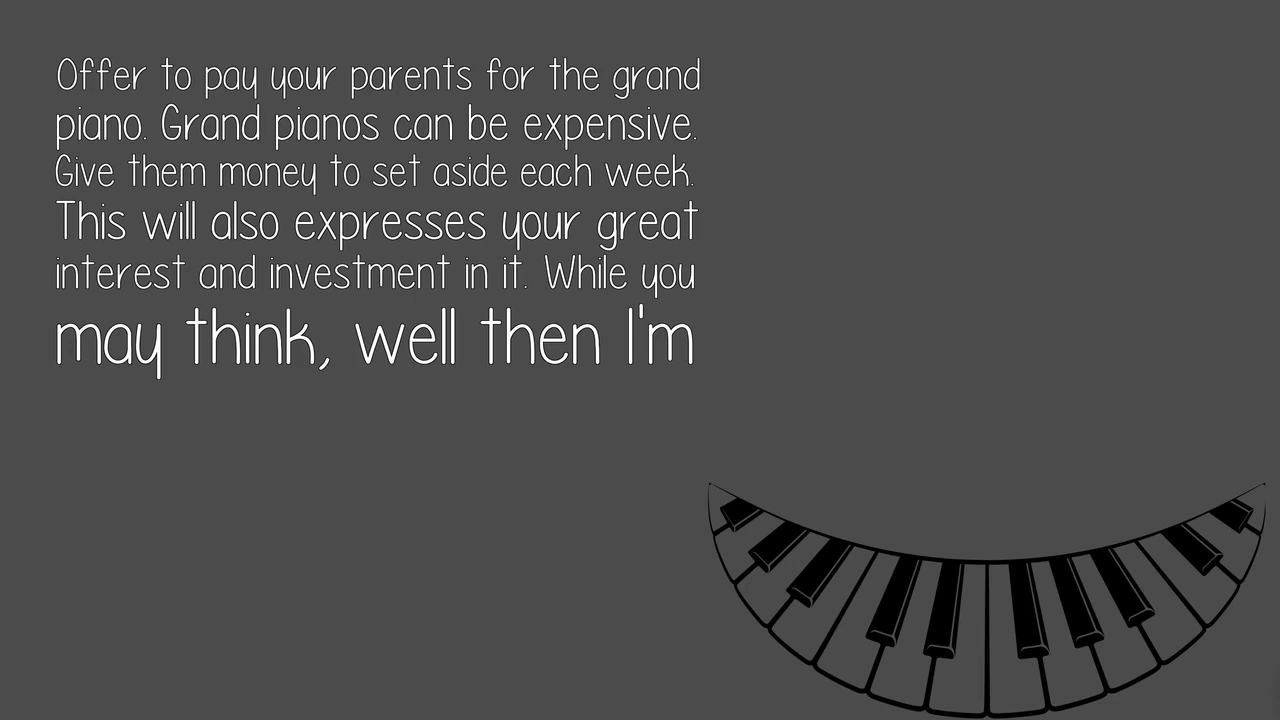 Offer to pay your parents for the grand
piano. Grand pianos can be expensive.
Give them money to set aside each week.
This will also expresses your great
interest and investment in it. While you
may think, well then I'm